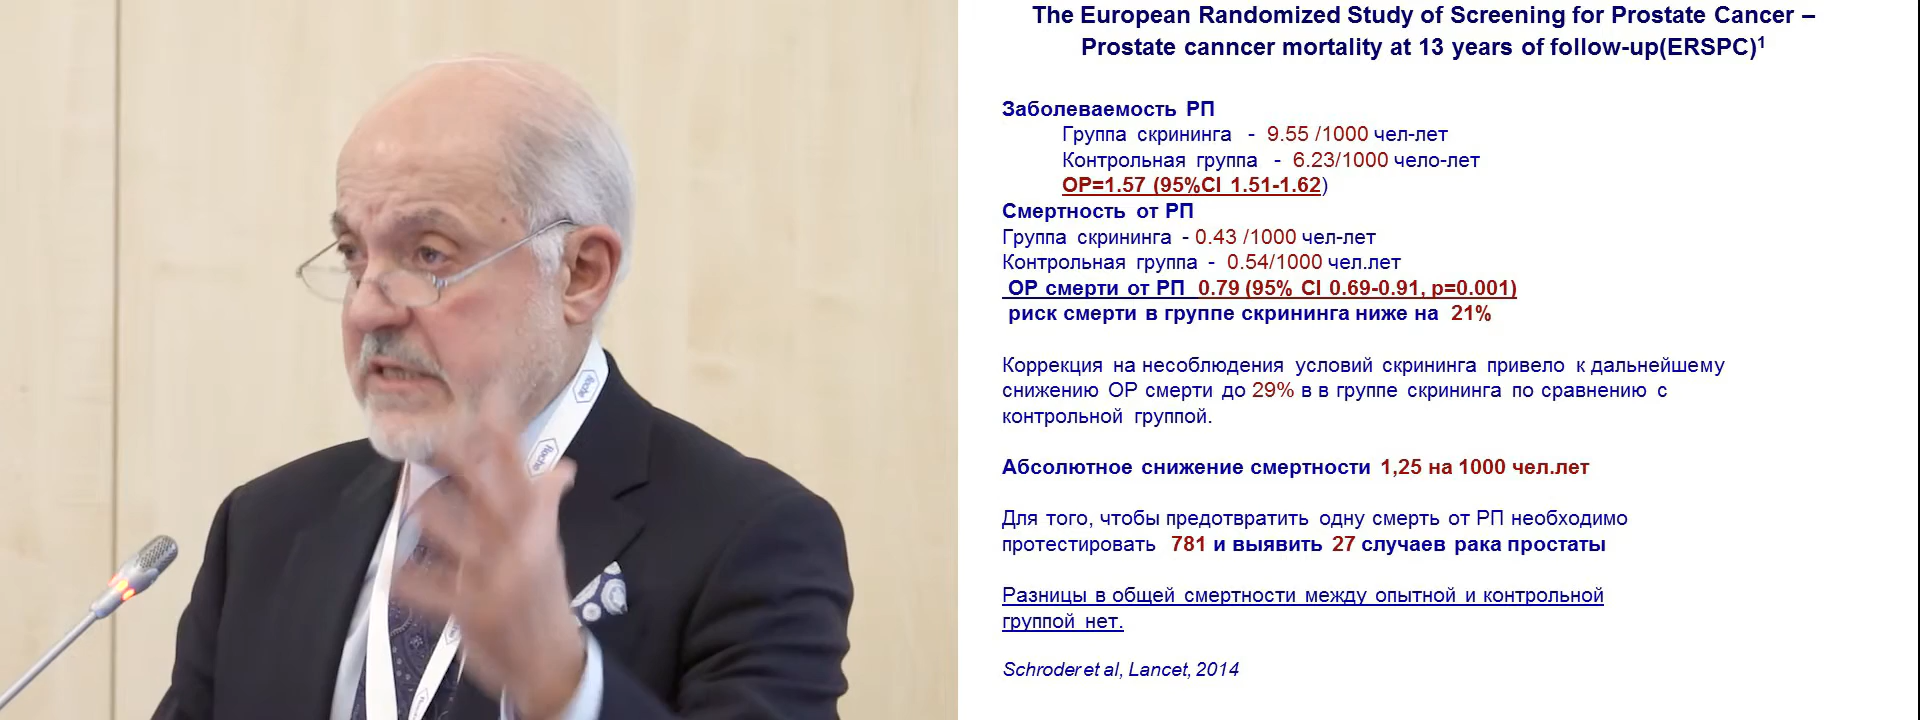 The European Randomized Study of Screening for Prostate Cancer –
Prostate canncer mortality at 13 years of follow-up(ERSPC)1
Заболеваемость РП
Группа скрининга - 9.55 /1000 чел-лет
Контрольная группа - 6.23/1000 чело-лет
ОР=1.57 (95%CI 1.51-1.62)
Смертность от РП
Группа скрининга - 0.43 /1000 чел-лет
Контрольная группа - 0.54/1000 чел.лет
ОР смерти от РП 0.79 (95% CI 0.69-0.91, p=0.001)
риск смерти в группе скрининга ниже на 21%
Коррекция на несоблюдения условий скрининга привело к дальнейшему
снижению ОР смерти до 29% в в группе скрининга по сравнению с
контрольной группой.
Абсолютное снижение смертности 1,25 на 1000 чел.лет
Для того, чтобы предотвратить одну смерть от РП необходимо
протестировать 781 и выявить 27 случаев рака простаты
Разницы в общей смертности между опытной и контрольной
группой нет.
Schroder et al, Lancet, 2014
Roche
Roche